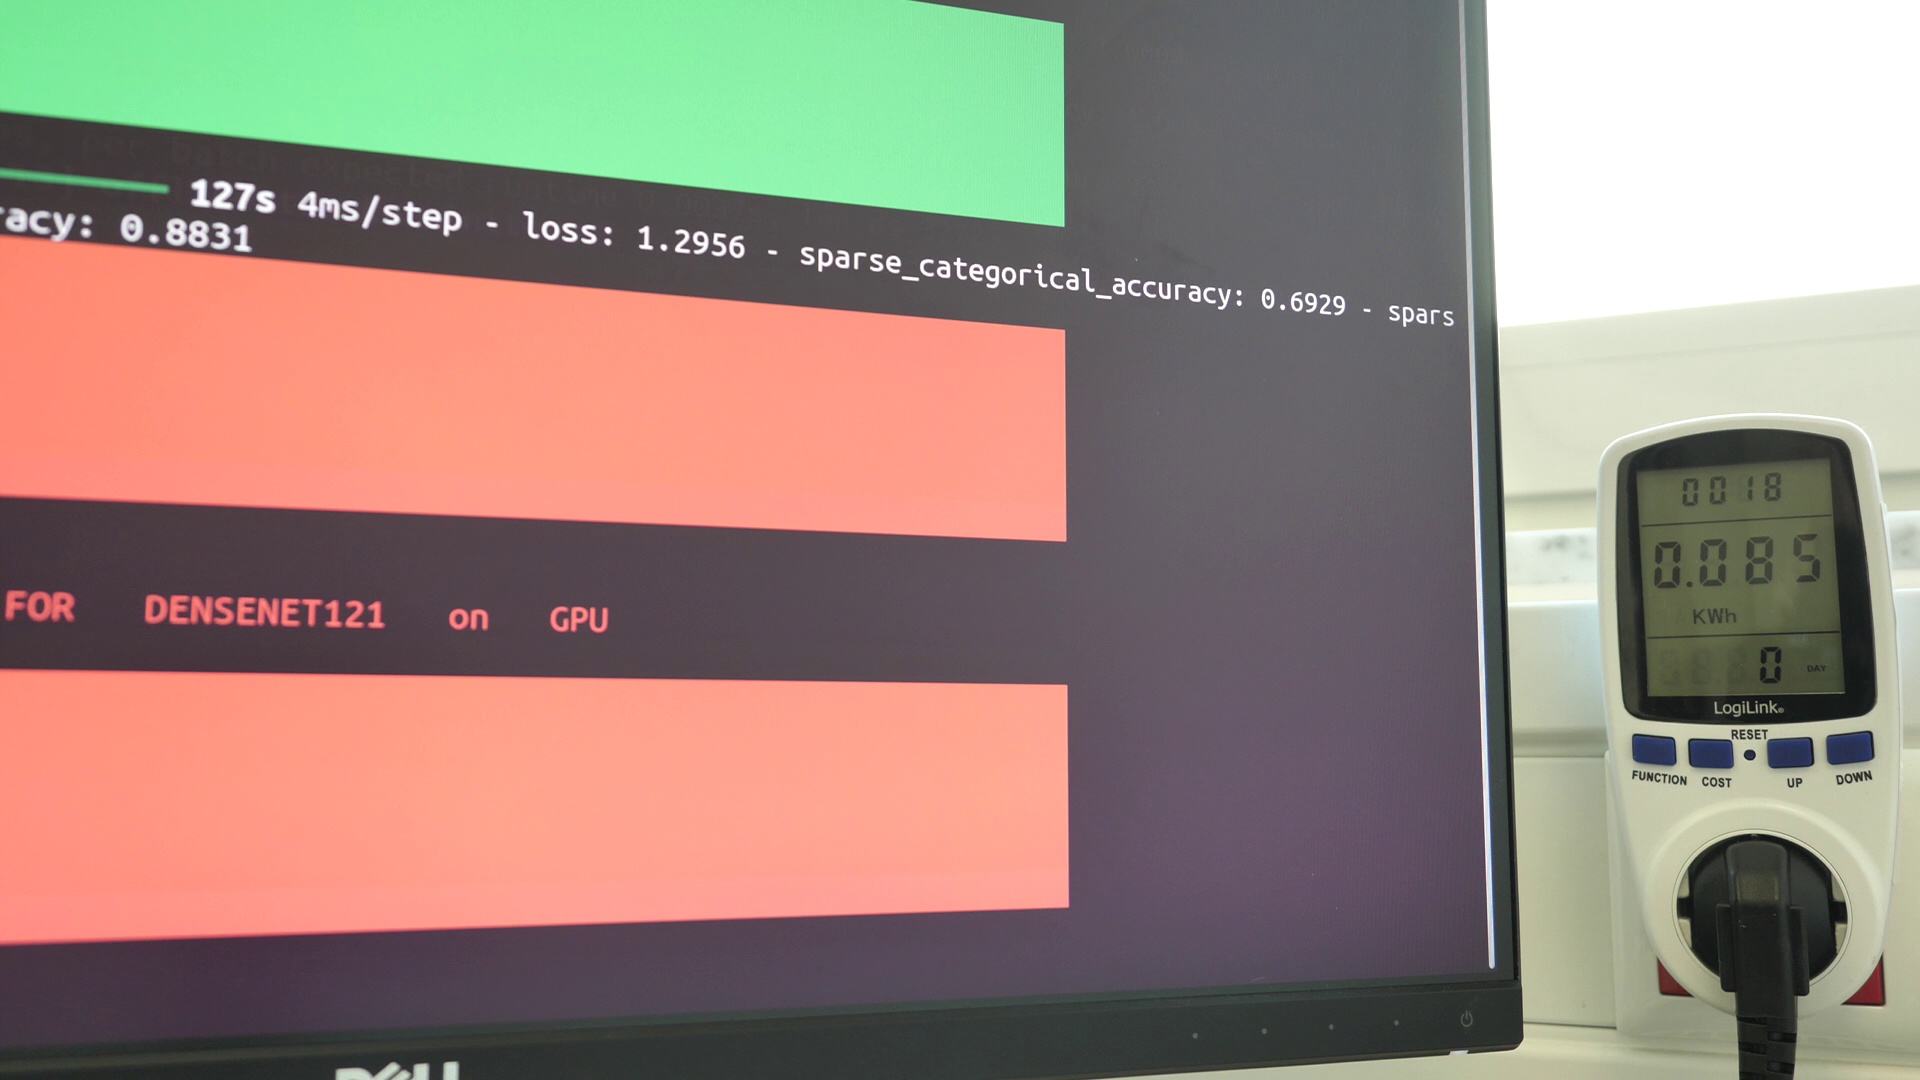 127s 4ms/step - loss: 1.2956 - sparse_categorical_accuracy: 0.6929 - spars
racy: 0.8831
FOR DENSENET121 on GPU
DELL
0018
0.085
KWh
0 DAY
LogiLink®
RESET
FUNCTION COST UP DOWN